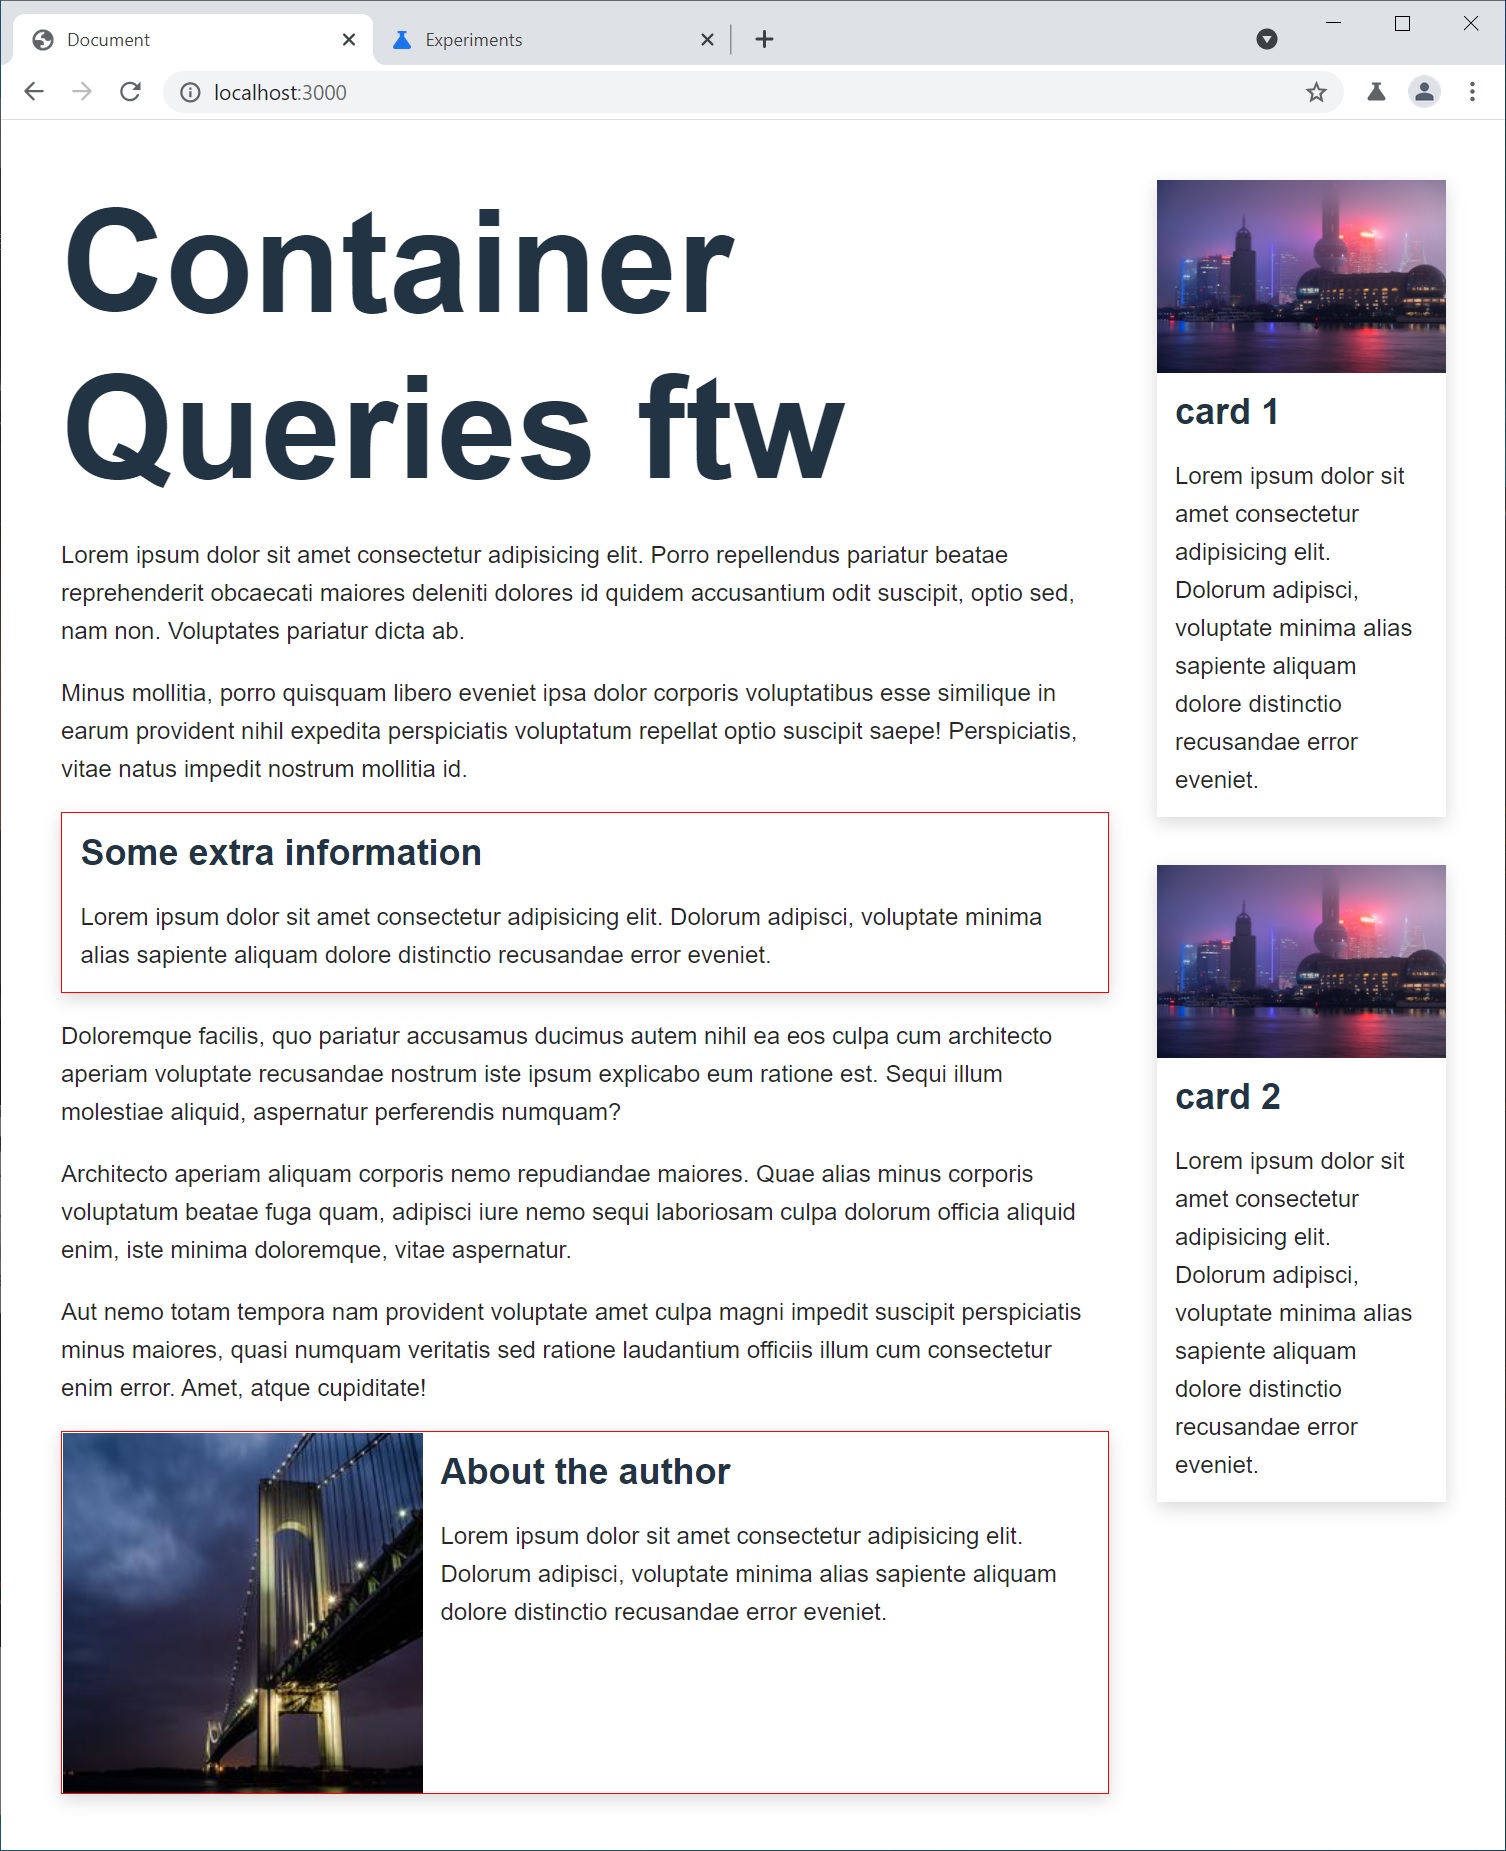 Document
Experiments
localhost:3000
Container
Queries ftw
Lorem ipsum dolor sit amet consectetur adipisicing elit. Porro repellendus pariatur beatae
reprehenderit obcaecati maiores deleniti dolores id quidem accusantium odit suscipit, optio sed,
nam non. Voluptates pariatur dicta ab.
Minus mollitia, porro quisquam libero eveniet ipsa dolor corporis voluptatibus esse similique in
earum provident nihil expedita perspiciatis voluptatum repellat optio suscipit saepe! Perspiciatis,
vitae natus impedit nostrum mollitia id.
Some extra information
Lorem ipsum dolor sit amet consectetur adipisicing elit. Dolorum adipisci, voluptate minima
alias sapiente aliquam dolore distinctio recusandae error eveniet.
Doloremque facilis, quo pariatur accusamus ducimus autem nihil ea eos culpa cum architecto
aperiam voluptate recusandae nostrum iste ipsum explicabo eum ratione est. Sequi illum
molestiae aliquid, aspernatur perferendis numquam?
Architecto aperiam aliquam corporis nemo repudiandae maiores. Quae alias minus corporis
voluptatum beatae fuga quam, adipisci iure nemo sequi laboriosam culpa dolorum officia aliquid
enim, iste minima doloremque, vitae aspernatur.
Aut nemo totam tempora nam provident voluptate amet culpa magni impedit suscipit perspiciatis
minus maiores, quasi numquam veritatis sed ratione laudantium officiis illum cum consectetur
enim error. Amet, atque cupiditate!
About the author
Lorem ipsum dolor sit amet consectetur adipisicing elit.
Dolorum adipisci, voluptate minima alias sapiente aliquam
dolore distinctio recusandae error eveniet.
card 1
Lorem ipsum dolor sit
amet consectetur
adipisicing elit.
Dolorum adipisci,
voluptate minima alias
sapiente aliquam
dolore distinctio
recusandae error
eveniet.
card 2
Lorem ipsum dolor sit
amet consectetur
adipisicing elit.
Dolorum adipisci,
voluptate minima alias
sapiente aliquam
dolore distinctio
recusandae error
eveniet.